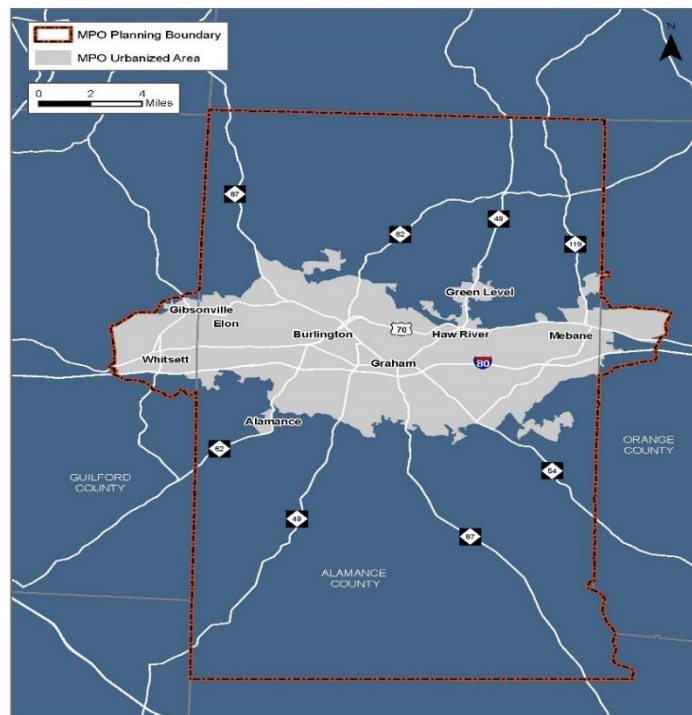 MPO Planning Boundary
MPO Urbanized Area
N
0 2 4
Miles
87
62
49
119
Green Level
Gibsonville
Elon
Burlington
70
Haw River
Mebane
Whitsett
Graham
80
Alamance
62
ORANGE
COUNTY
54
GUILFORD
COUNTY
49
87
ALAMANCE
COUNTY